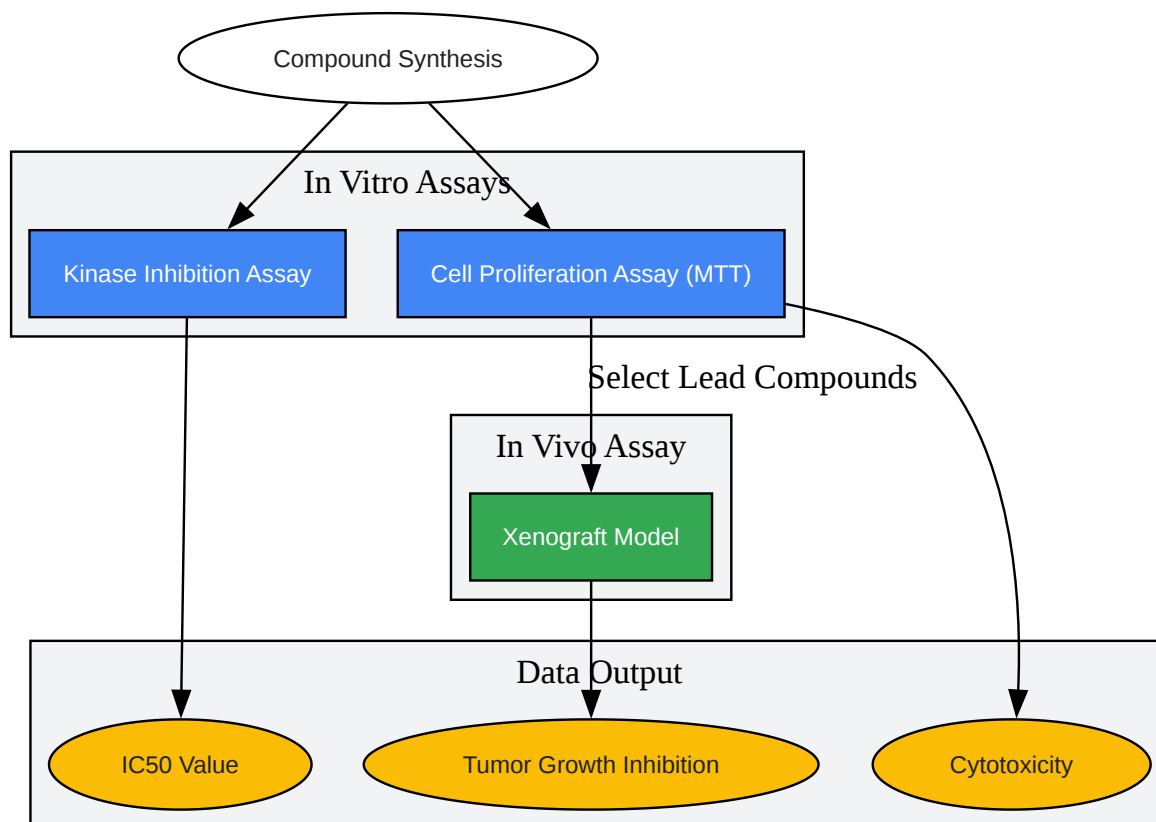 Compound Synthesis
In Vitro Assays
Kinase Inhibition Assay
Cell Proliferation Assay (MTT)
Select Lead Compounds
In Vivo Assay
Xenograft Model
Data Output
IC50 Value
Tumor Growth Inhibition
Cytotoxicity